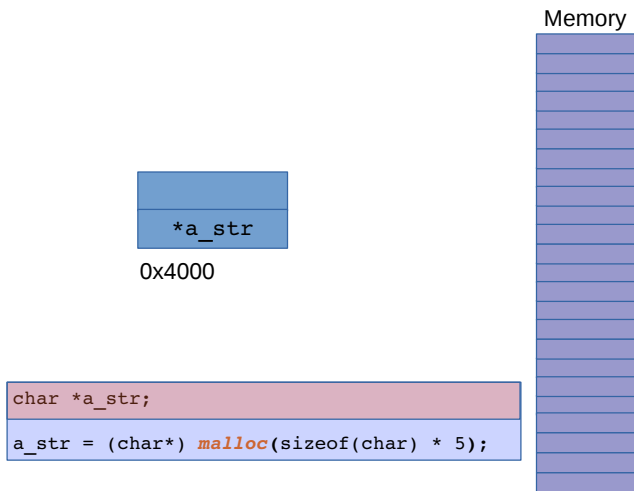 Memory
*a_str
0x4000
char *a_str;
a_str = (char*) malloc(sizeof(char) * 5);